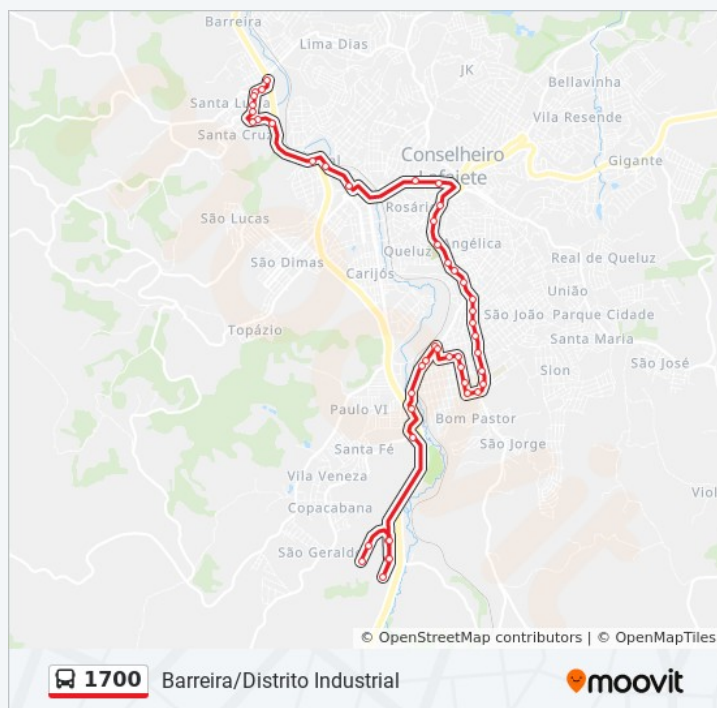 Barreira
Lima Dias
JK
Bellavinha
Santa Luzia
Vila Resende
Santa Cruz
Conselheiro
Lafaiete
Gigante
Rosário
São Lucas
Angélica
Queluz
Real de Queluz
São Dimas
Carijós
União
São João
Parque Cidade
Topázio
Santa Maria
São José
Sion
Paulo VI
Bom Pastor
São Jorge
Santa Fé
Vila Veneza
Copacabana
São Geraldo
© OpenStreetMap contributors | © OpenMapTiles
1700 Barreira/Distrito Industrial
moovit